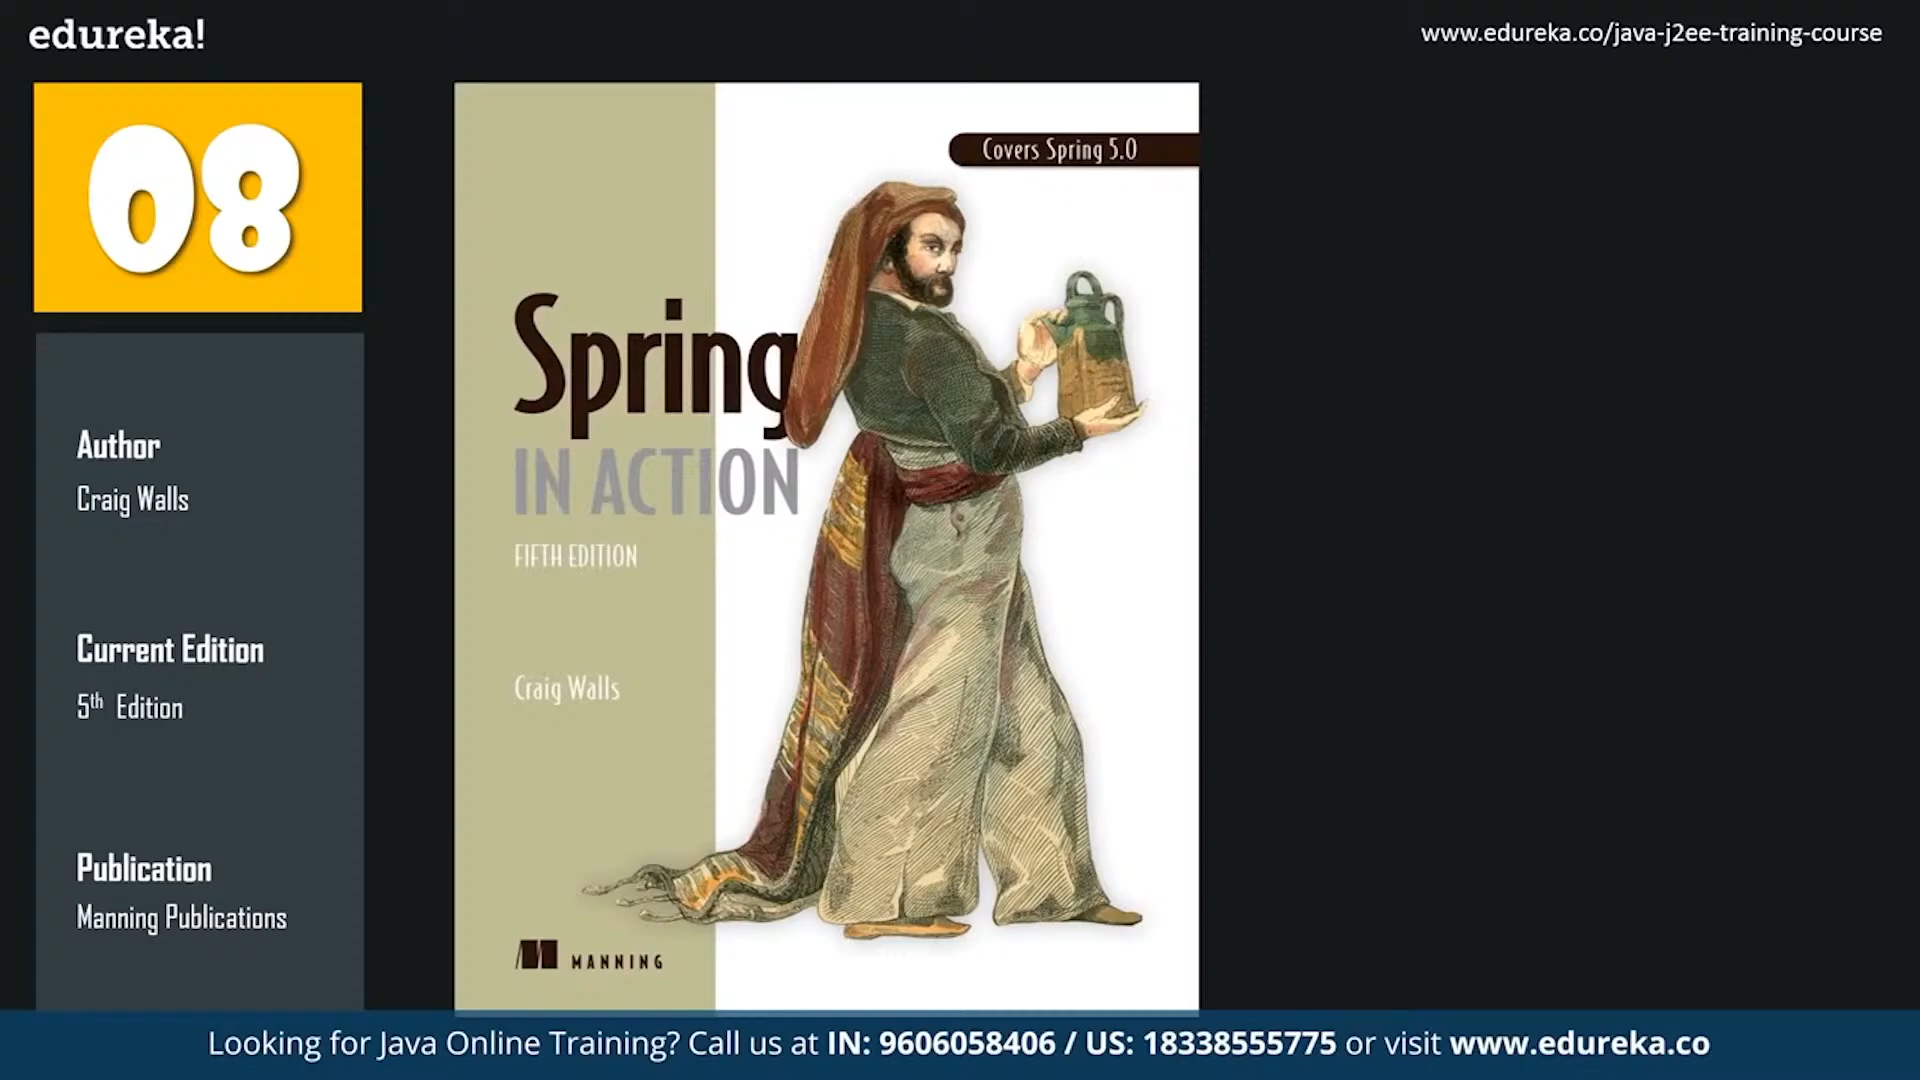 edureka!
www.edureka.co/java-j2ee-training-course
08
Author
Craig Walls
Current Edition
5th Edition
Publication
Manning Publications
Covers Spring 5.0
Spring
IN ACTION
FIFTH EDITION
Craig Walls
MANNING
Looking for Java Online Training? Call us at IN: 9606058406 / US: 18338555775 or visit www.edureka.co